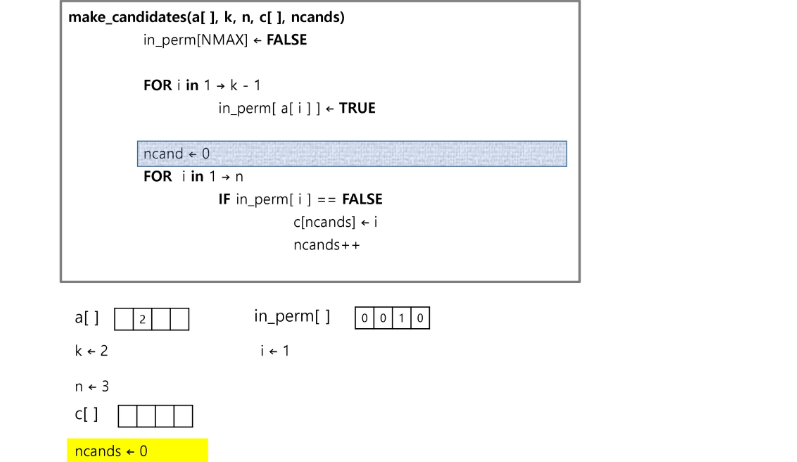 make_candidates(a[ ], k, n, c[ ], ncands)
in_perm[NMAX] ← FALSE
FOR i in 1 → k - 1
in_perm[ a[ i ] ] ← TRUE
ncand ← 0
FOR i in 1 → n
IF in_perm[ i ] == FALSE
c[ncands] ← i
ncands++
a[ ] 2 in_perm[ ] 0 0 1 0
k ← 2 i ← 1
n ← 3
c[ ]
ncands ← 0